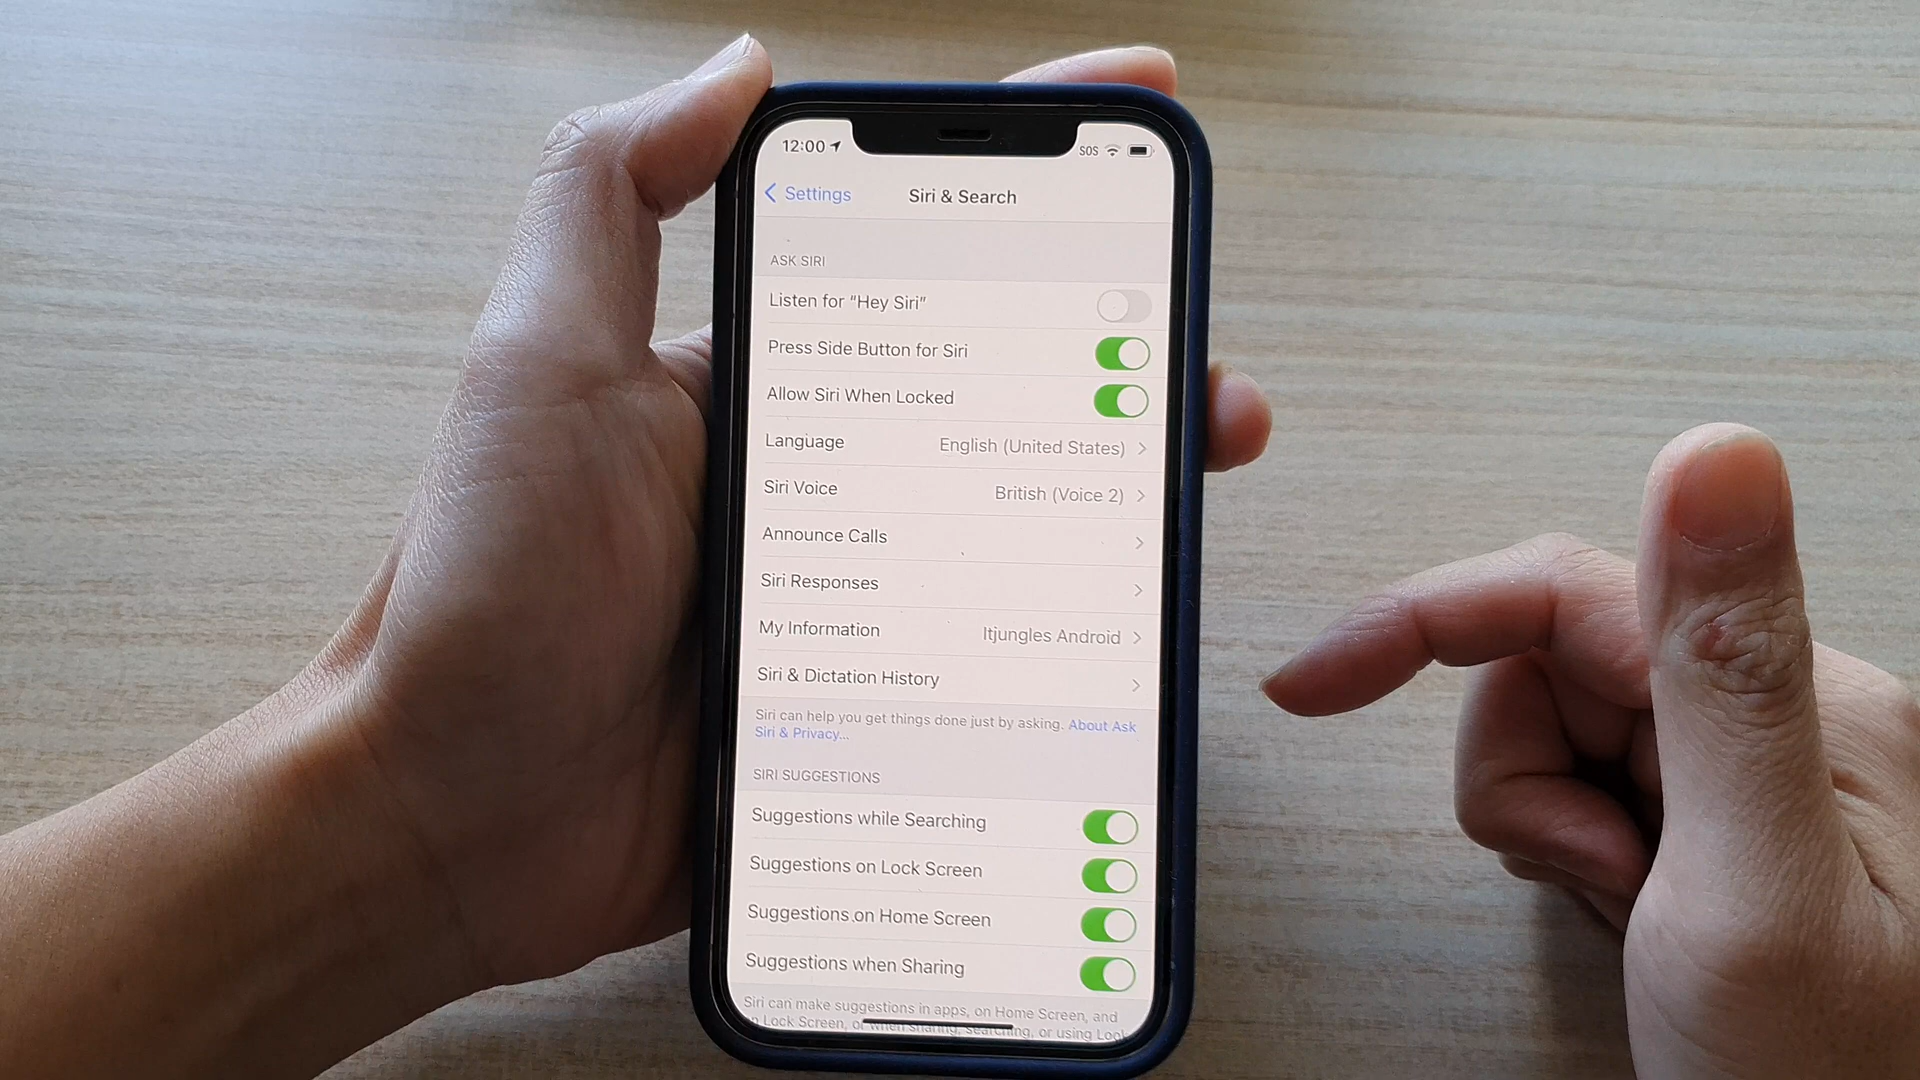 12:00
SOS
Settings
Siri & Search
ASK SIRI
Listen for “Hey Siri”
Press Side Button for Siri
Allow Siri When Locked
Language English (United States)
Siri Voice British (Voice 2)
Announce Calls
Siri Responses
My Information Itjungles Android
Siri & Dictation History
Siri can help you get things done just by asking. About Ask
Siri & Privacy...
SIRI SUGGESTIONS
Suggestions while Searching
Suggestions on Lock Screen
Suggestions on Home Screen
Suggestions when Sharing
Siri can make suggestions in apps, on Home Screen, and
on Lock Screen, or when sharing, searching, or using Look